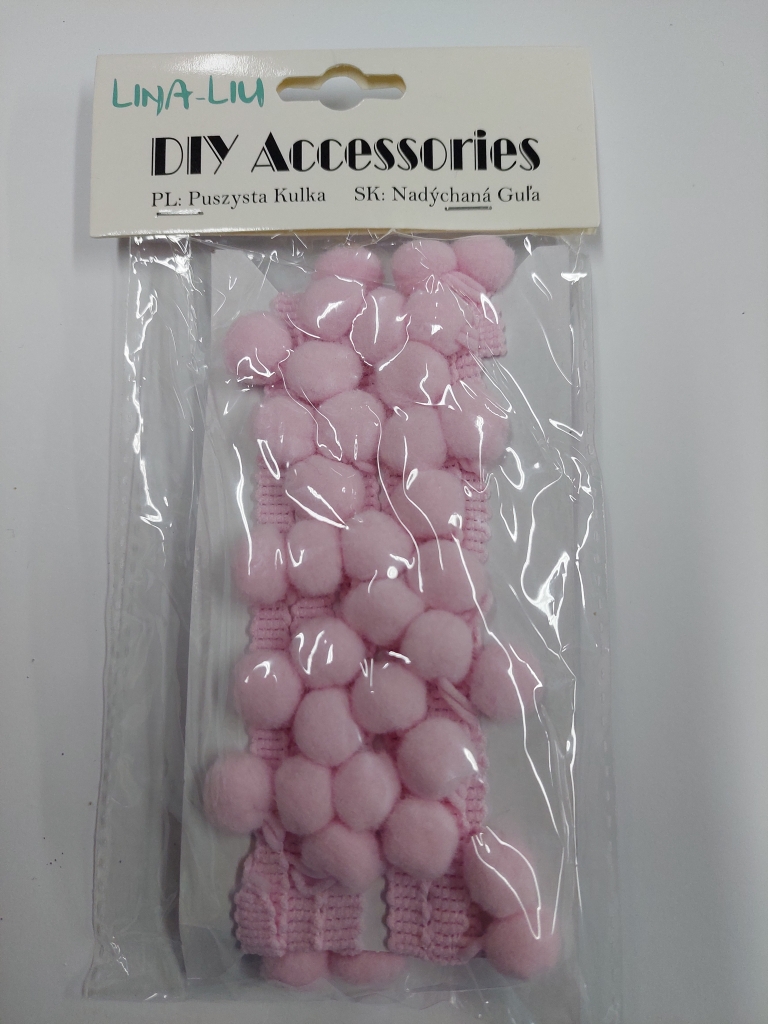 LINA-LIU
DIY Accessories
PL: Puszysta Kulka SK: Nadýchaná Guľa